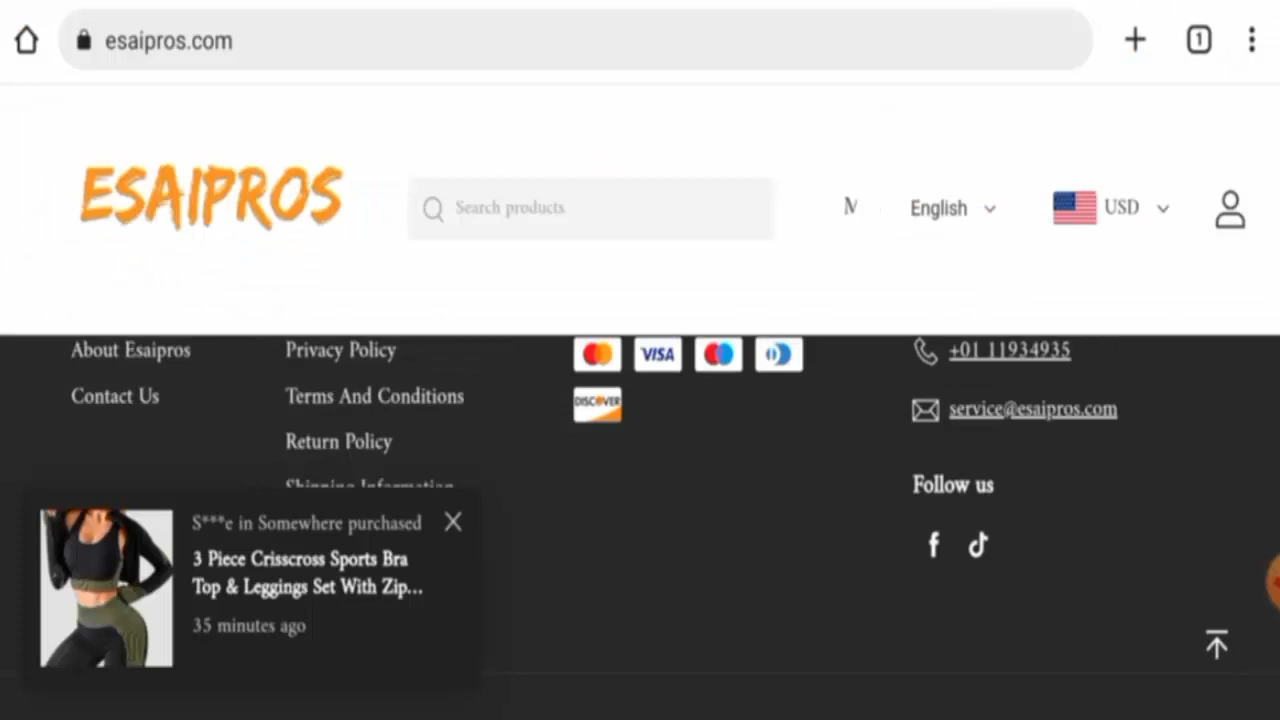 esaipros.com
1
ESAIPROS
Search products
M
English
USD
About Esaipros
Privacy Policy
VISA
+01 11934935
Contact Us
Terms And Conditions
DISCOVER
service@esaipros.com
Return Policy
Shipping Information
Follow us
S***e in Somewhere purchased
3 Piece Crisscross Sports Bra
Top & Leggings Set With Zip...
35 minutes ago